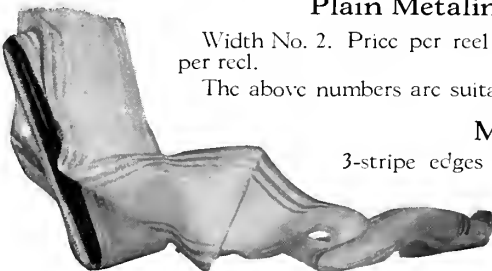 Plain Metalin
Width No. 2. Price per reel
per reel.
The above numbers are suita
M
3-stripe edges